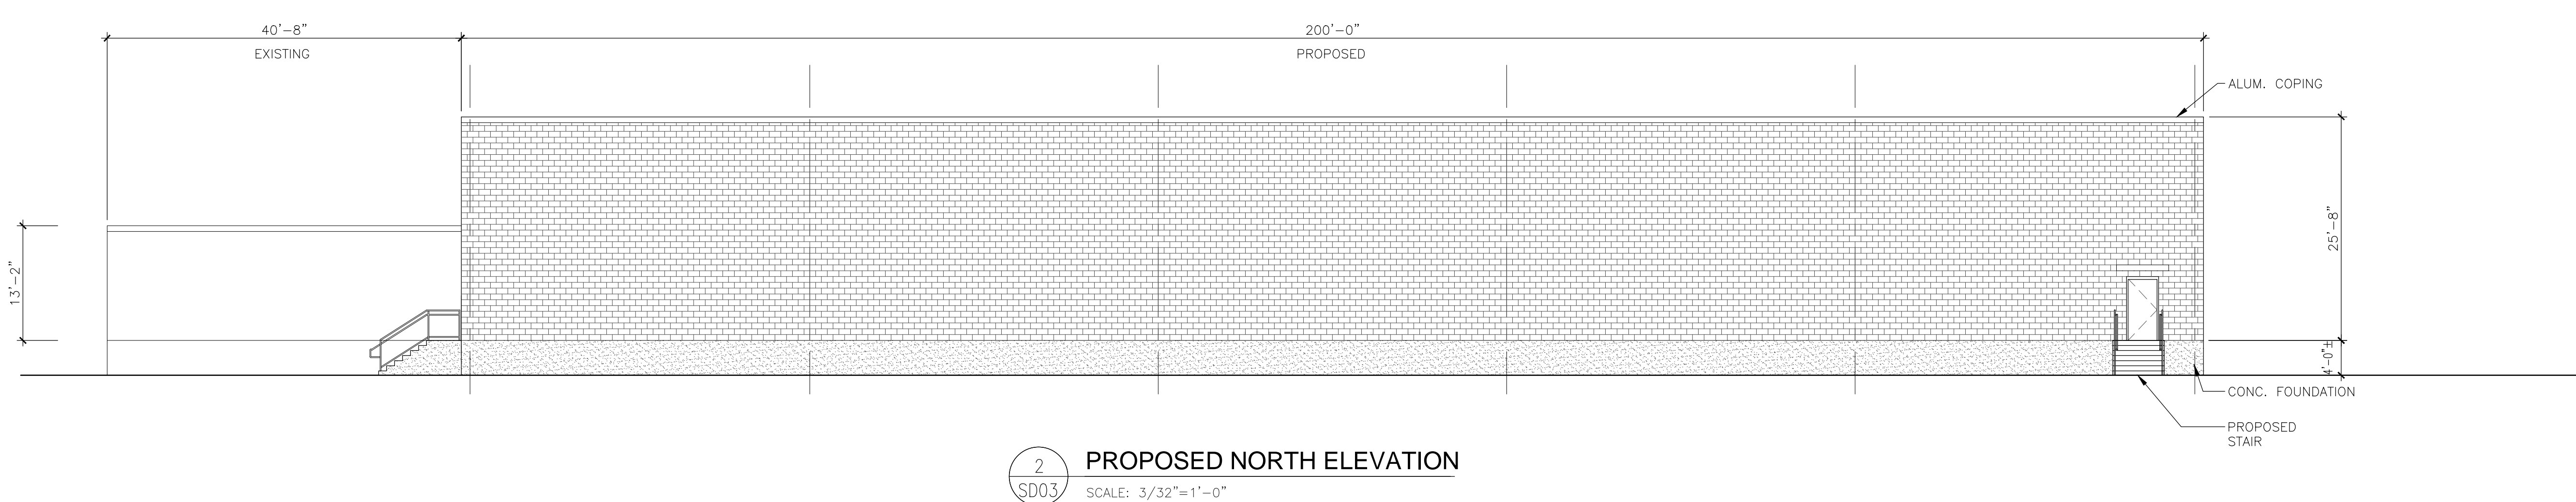 40'-8"
EXISTING
200'-0"
PROPOSED
ALUM. COPING
13'-2"
25'-8"
4'-0"±
CONC. FOUNDATION
PROPOSED
STAIR
2
SD03
PROPOSED NORTH ELEVATION
SCALE: 3/32"=1'-0"